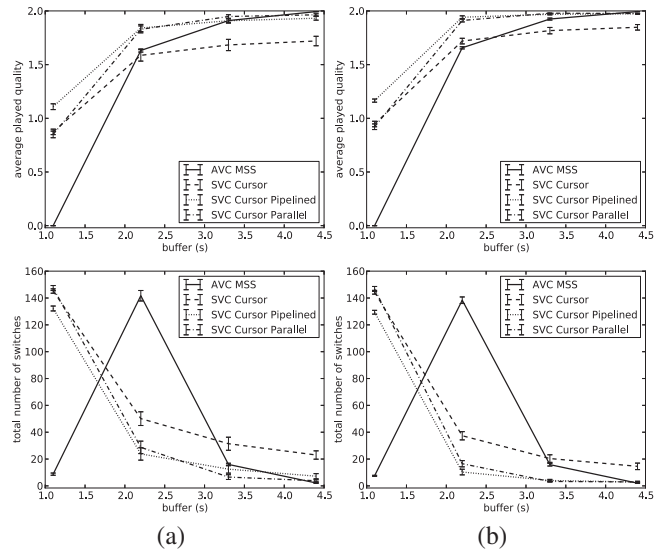 2.0
1.5
1.0
0.5
0.0
average played quality
AVC MSS
SVC Cursor
SVC Cursor Pipelined
SVC Cursor Parallel
1.0 1.5 2.0 2.5 3.0 3.5 4.0 4.5
buffer (s)
2.0
1.5
1.0
0.5
0.0
average played quality
AVC MSS
SVC Cursor
SVC Cursor Pipelined
SVC Cursor Parallel
1.0 1.5 2.0 2.5 3.0 3.5 4.0 4.5
buffer (s)
160
140
120
100
80
60
40
20
0
total number of switches
AVC MSS
SVC Cursor
SVC Cursor Pipelined
SVC Cursor Parallel
1.0 1.5 2.0 2.5 3.0 3.5 4.0 4.5
buffer (s)
160
140
120
100
80
60
40
20
0
total number of switches
AVC MSS
SVC Cursor
SVC Cursor Pipelined
SVC Cursor Parallel
1.0 1.5 2.0 2.5 3.0 3.5 4.0 4.5
buffer (s)
(a)
(b)